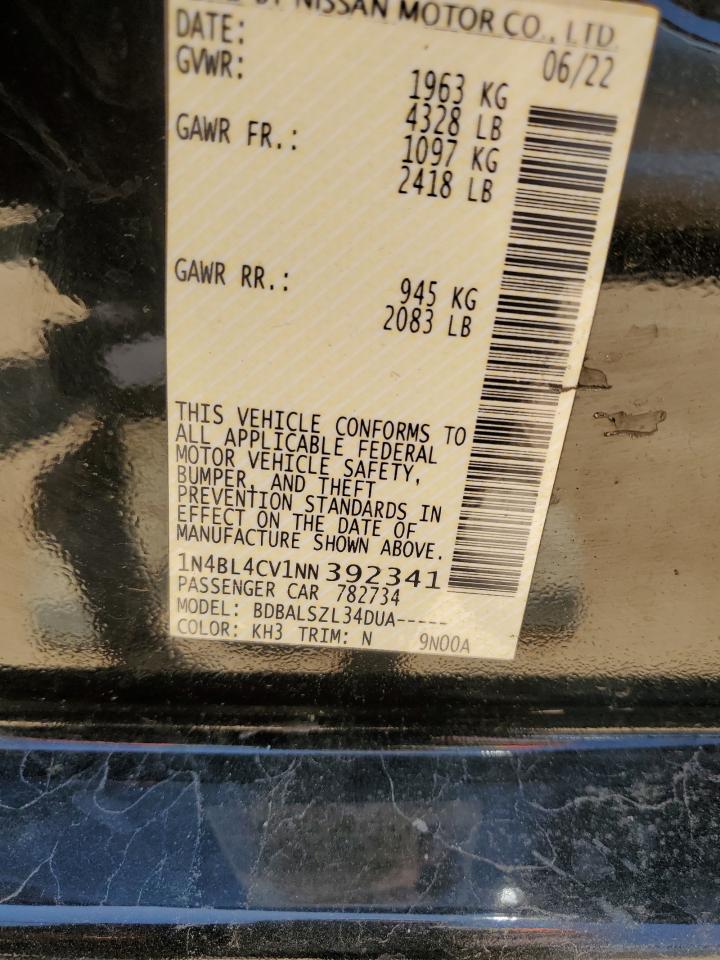 BY NISSAN MOTOR CO., LTD.
DATE: 06/22
GVWR: 1963 KG
4328 LB
GAWR FR.: 1097 KG
2418 LB
GAWR RR.: 945 KG
2083 LB
THIS VEHICLE CONFORMS TO
ALL APPLICABLE FEDERAL
MOTOR VEHICLE SAFETY,
BUMPER, AND THEFT
PREVENTION STANDARDS IN
EFFECT ON THE DATE OF
MANUFACTURE SHOWN ABOVE.
1N4BL4CV1NN392341
PASSENGER CAR 782734
MODEL: BDBALSZL34DUA-----
COLOR: KH3 TRIM: N 9N00A